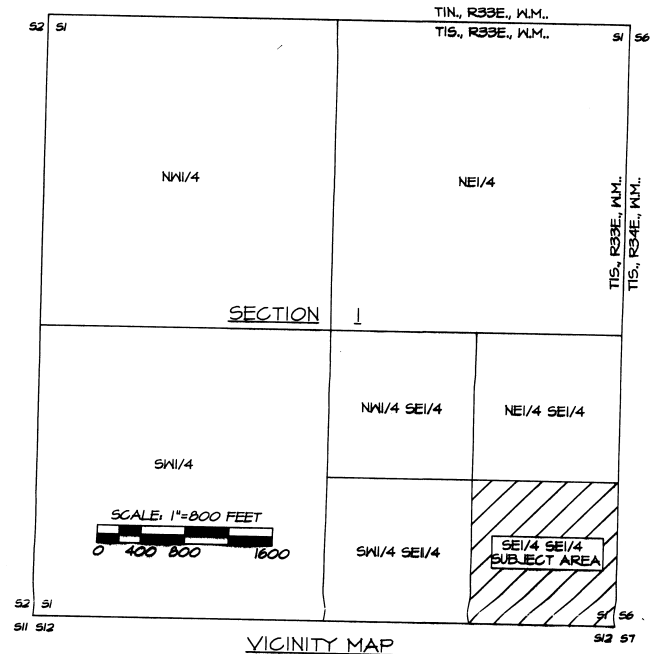 T1N., R33E., W.M..
S2 S1
T1S., R33E., W.M..
S1 S6
NW1/4
NE1/4
T1S., R33E., W.M..
T1S., R34E., W.M..
SECTION 1
NW1/4 SE1/4
NE1/4 SE1/4
SW1/4
SCALE: 1"=800 FEET
0 400 800 1600
SW1/4 SE11/4
SE1/4 SE1/4
SUBJECT AREA
S2 S1
S1 S6
S11 S12
S12 S7
VICINITY MAP